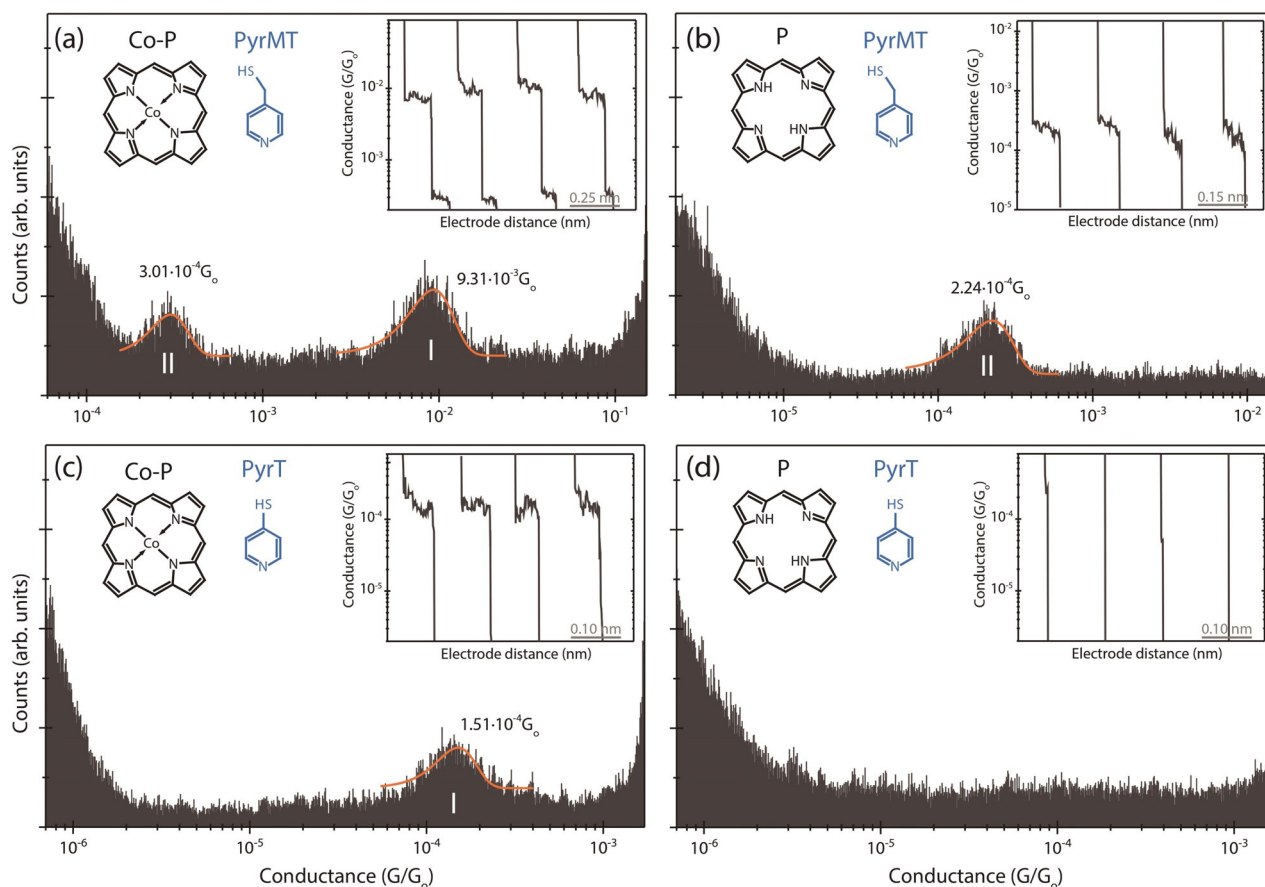 (a)
Co-P
PyrMT
HS
N
N N
Co
N N
Conductance (G/G₀)
10⁻²
10⁻³
0.25 nm
Electrode distance (nm)
3.01·10⁻⁴G₀
9.31·10⁻³G₀
II
I
Counts (arb. units)
10⁻⁴ 10⁻³ 10⁻² 10⁻¹
(b)
P
PyrMT
HS
N
NH N
N HN
Conductance (G/G₀)
10⁻²
10⁻³
10⁻⁴
10⁻⁵
0.15 nm
Electrode distance (nm)
2.24·10⁻⁴G₀
II
10⁻⁵ 10⁻⁴ 10⁻³ 10⁻²
(c)
Co-P
PyrT
HS
N
N N
Co
N N
Conductance (G/G₀)
10⁻⁴
10⁻⁵
0.10 nm
Electrode distance (nm)
1.51·10⁻⁴G₀
I
Counts (arb. units)
10⁻⁶ 10⁻⁵ 10⁻⁴ 10⁻³
Conductance (G/G₀)
(d)
P
PyrT
HS
N
NH N
N HN
Conductance (G/G₀)
10⁻⁴
10⁻⁵
0.10 nm
Electrode distance (nm)
10⁻⁶ 10⁻⁵ 10⁻⁴ 10⁻³
Conductance (G/G₀)